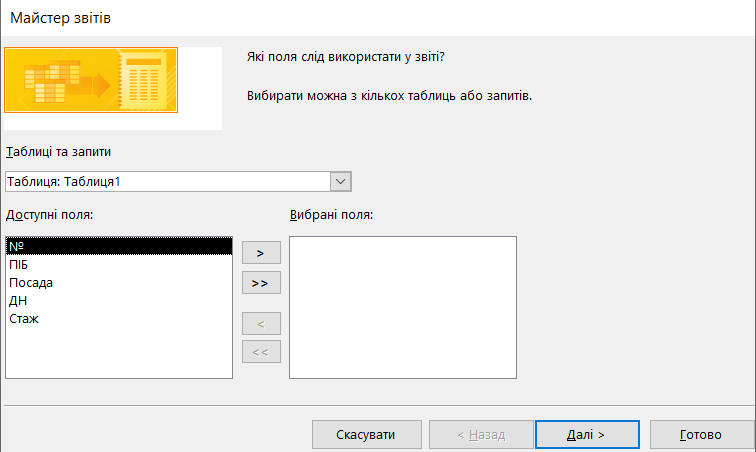 Майстер звітів
Які поля слід використати у звіті?
Вибирати можна з кількох таблиць або запитів.
Таблиці та запити
Таблиця: Таблиця1
Доступні поля:
Вибрані поля:
№
ПІБ
Посада
ДН
Стаж
>
>>
<
<<
Скасувати
< Назад
Далі >
Готово